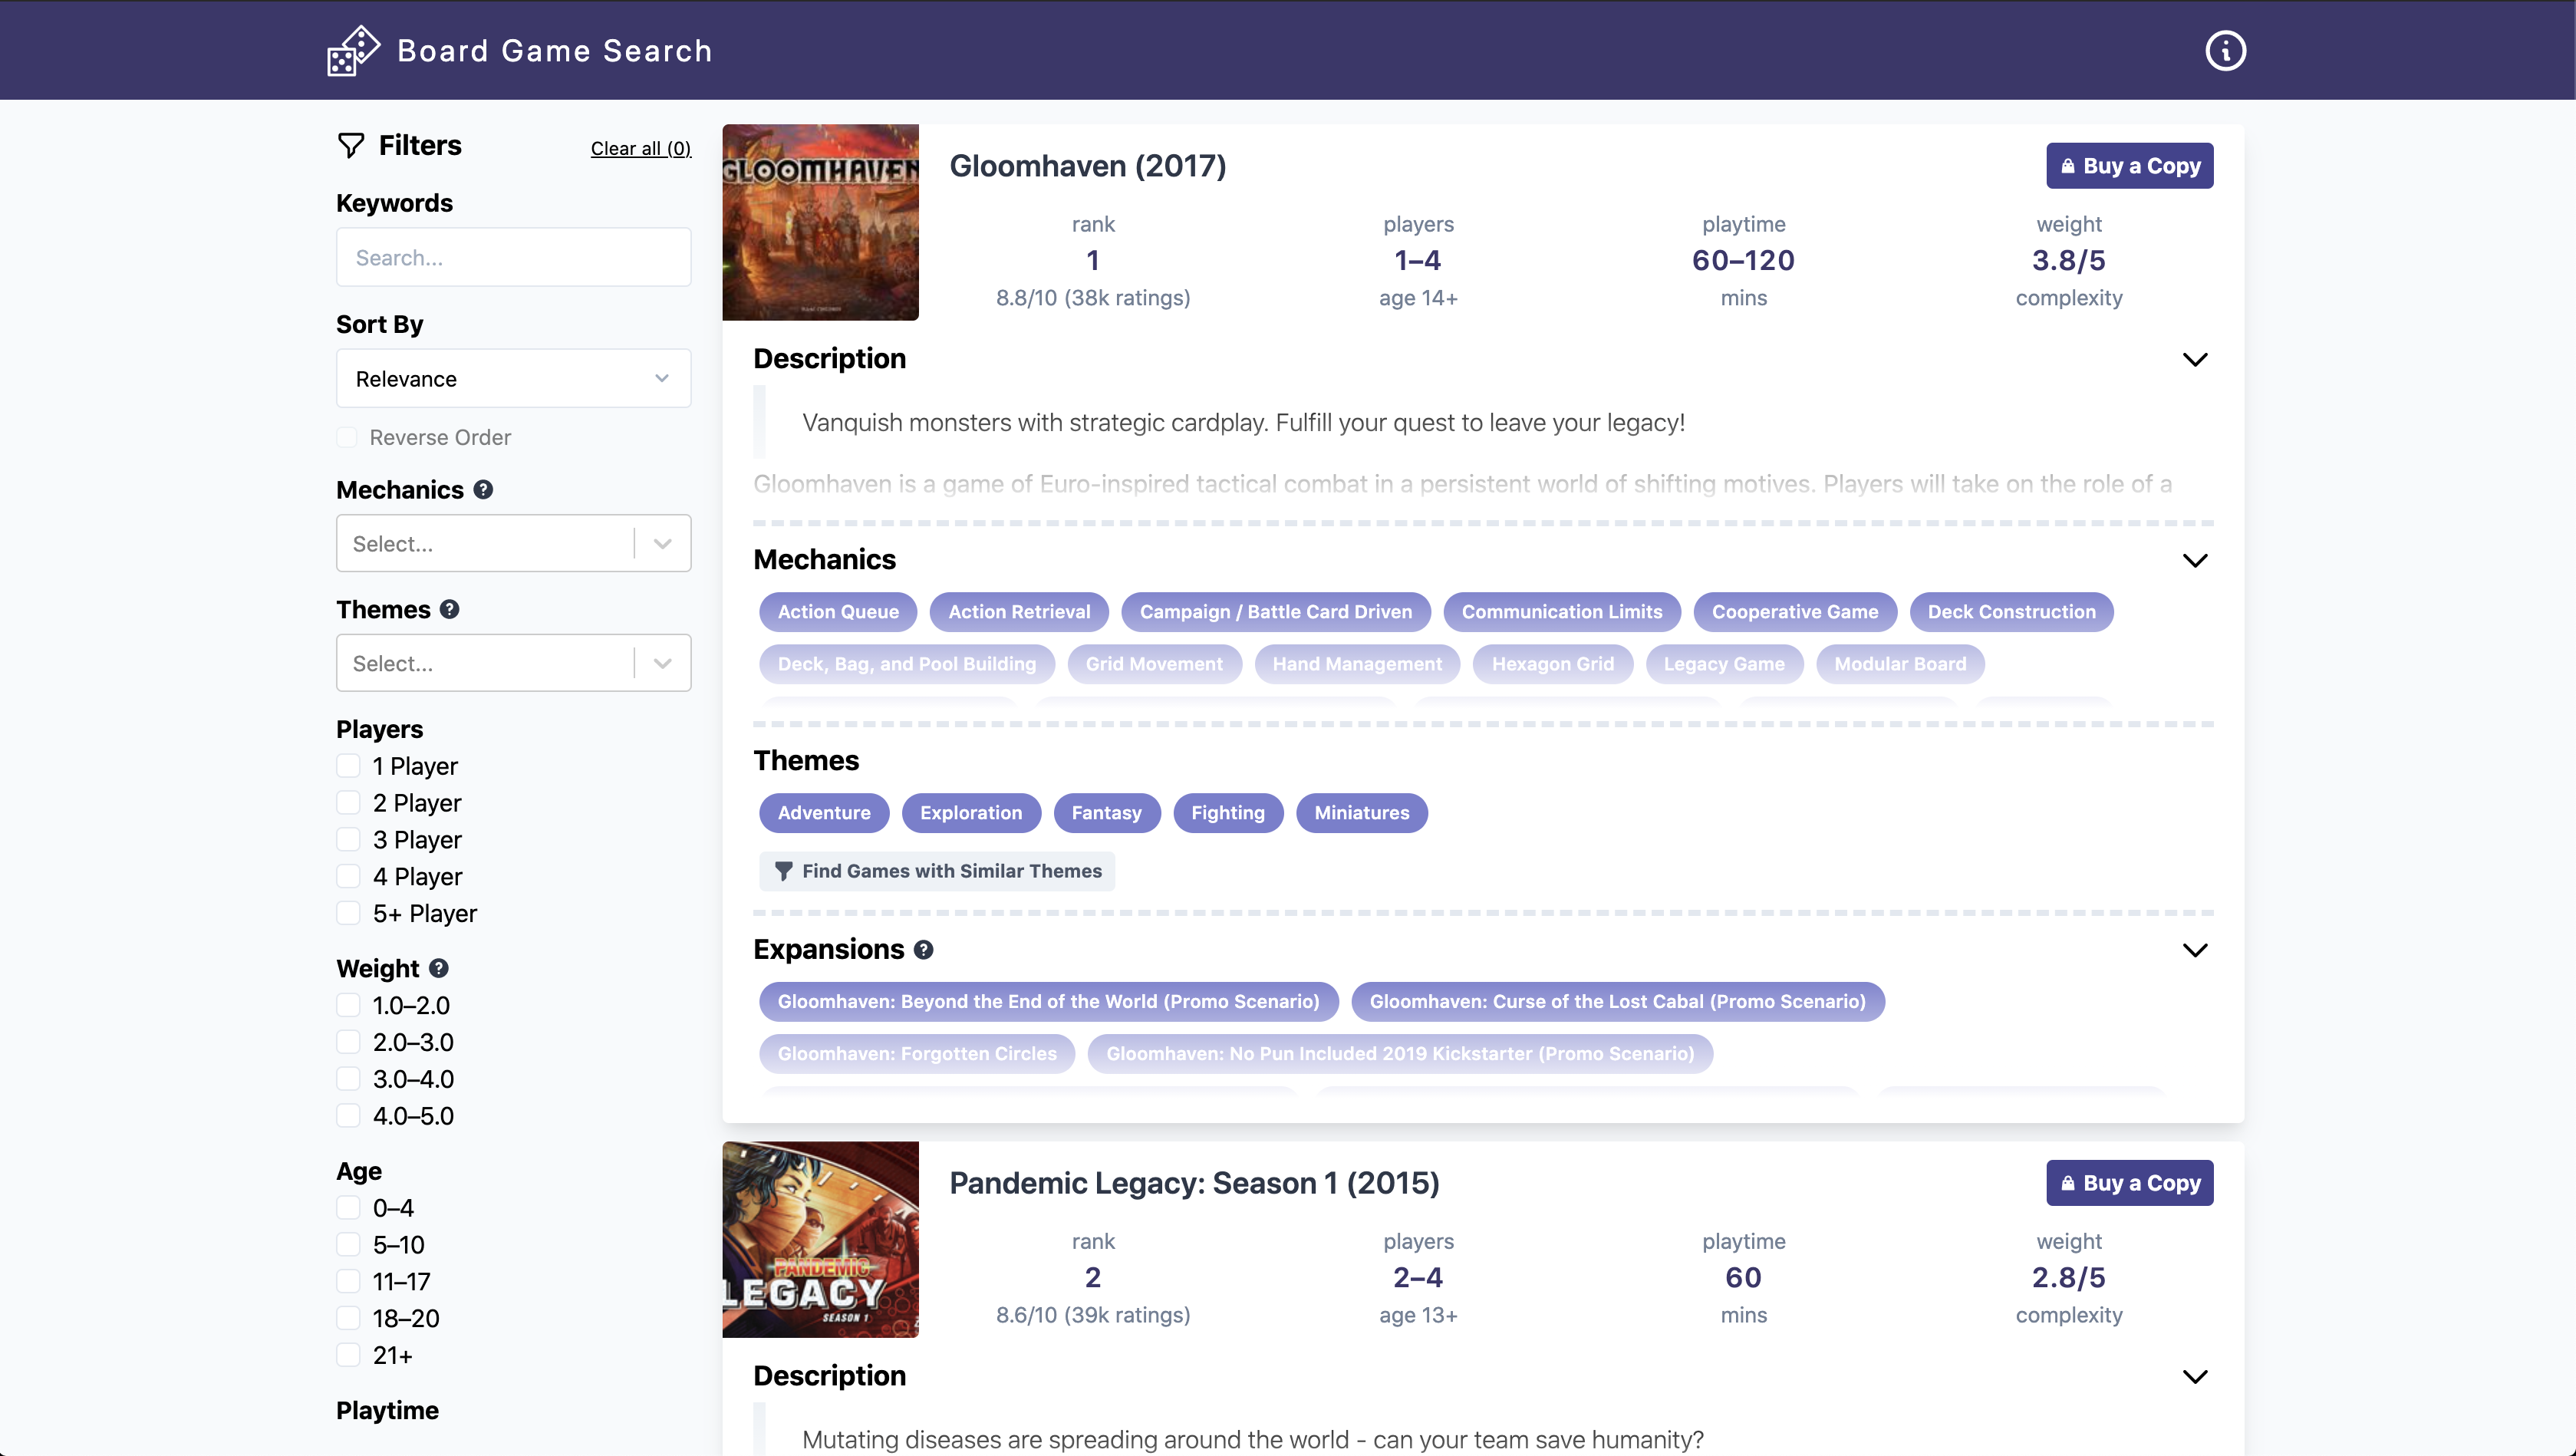 Board Game Search
Filters
Clear all (0)
Keywords
Search...
Sort By
Relevance
Reverse Order
Mechanics
Select...
Themes
Select...
Players
1 Player
2 Player
3 Player
4 Player
5+ Player
Weight
1.0–2.0
2.0–3.0
3.0–4.0
4.0–5.0
Age
0–4
5–10
11–17
18–20
21+
Playtime
GLOOMHAVEN
Gloomhaven (2017)
Buy a Copy
rank players playtime weight
1 1–4 60–120 3.8/5
8.8/10 (38k ratings) age 14+ mins complexity
Description
Vanquish monsters with strategic cardplay. Fulfill your quest to leave your legacy!
Gloomhaven is a game of Euro-inspired tactical combat in a persistent world of shifting motives. Players will take on the role of a
Mechanics
Action Queue Action Retrieval Campaign / Battle Card Driven Communication Limits Cooperative Game Deck Construction
Deck, Bag, and Pool Building Grid Movement Hand Management Hexagon Grid Legacy Game Modular Board
Themes
Adventure Exploration Fantasy Fighting Miniatures
Find Games with Similar Themes
Expansions
Gloomhaven: Beyond the End of the World (Promo Scenario) Gloomhaven: Curse of the Lost Cabal (Promo Scenario)
Gloomhaven: Forgotten Circles Gloomhaven: No Pun Included 2019 Kickstarter (Promo Scenario)
PANDEMIC
LEGACY
SEASON 1
Pandemic Legacy: Season 1 (2015)
Buy a Copy
rank players playtime weight
2 2–4 60 2.8/5
8.6/10 (39k ratings) age 13+ mins complexity
Description
Mutating diseases are spreading around the world - can your team save humanity?